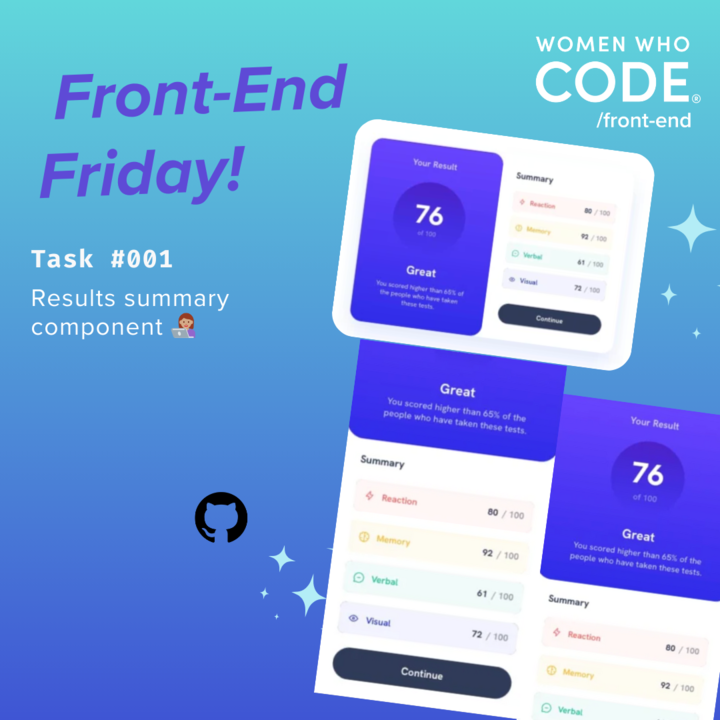 WOMEN WHO
CODE®
/front-end
Front-End
Friday!
Task #001
Results summary
component
Your Result
76
of 100
Great
You scored higher than 65% of
the people who have taken
these tests.
Summary
Reaction 80 / 100
Memory 92 / 100
Verbal 61 / 100
Visual 72 / 100
Continue
Great
You scored higher than 65% of the
people who have taken these tests.
Summary
Reaction 80 / 100
Memory 92 / 100
Verbal 61 / 100
Visual 72 / 100
Continue
Your Result
76
of 100
Great
You scored higher than 65% of the
people who have taken these tests.
Summary
Reaction 80 / 100
Memory 92 / 100
Verbal